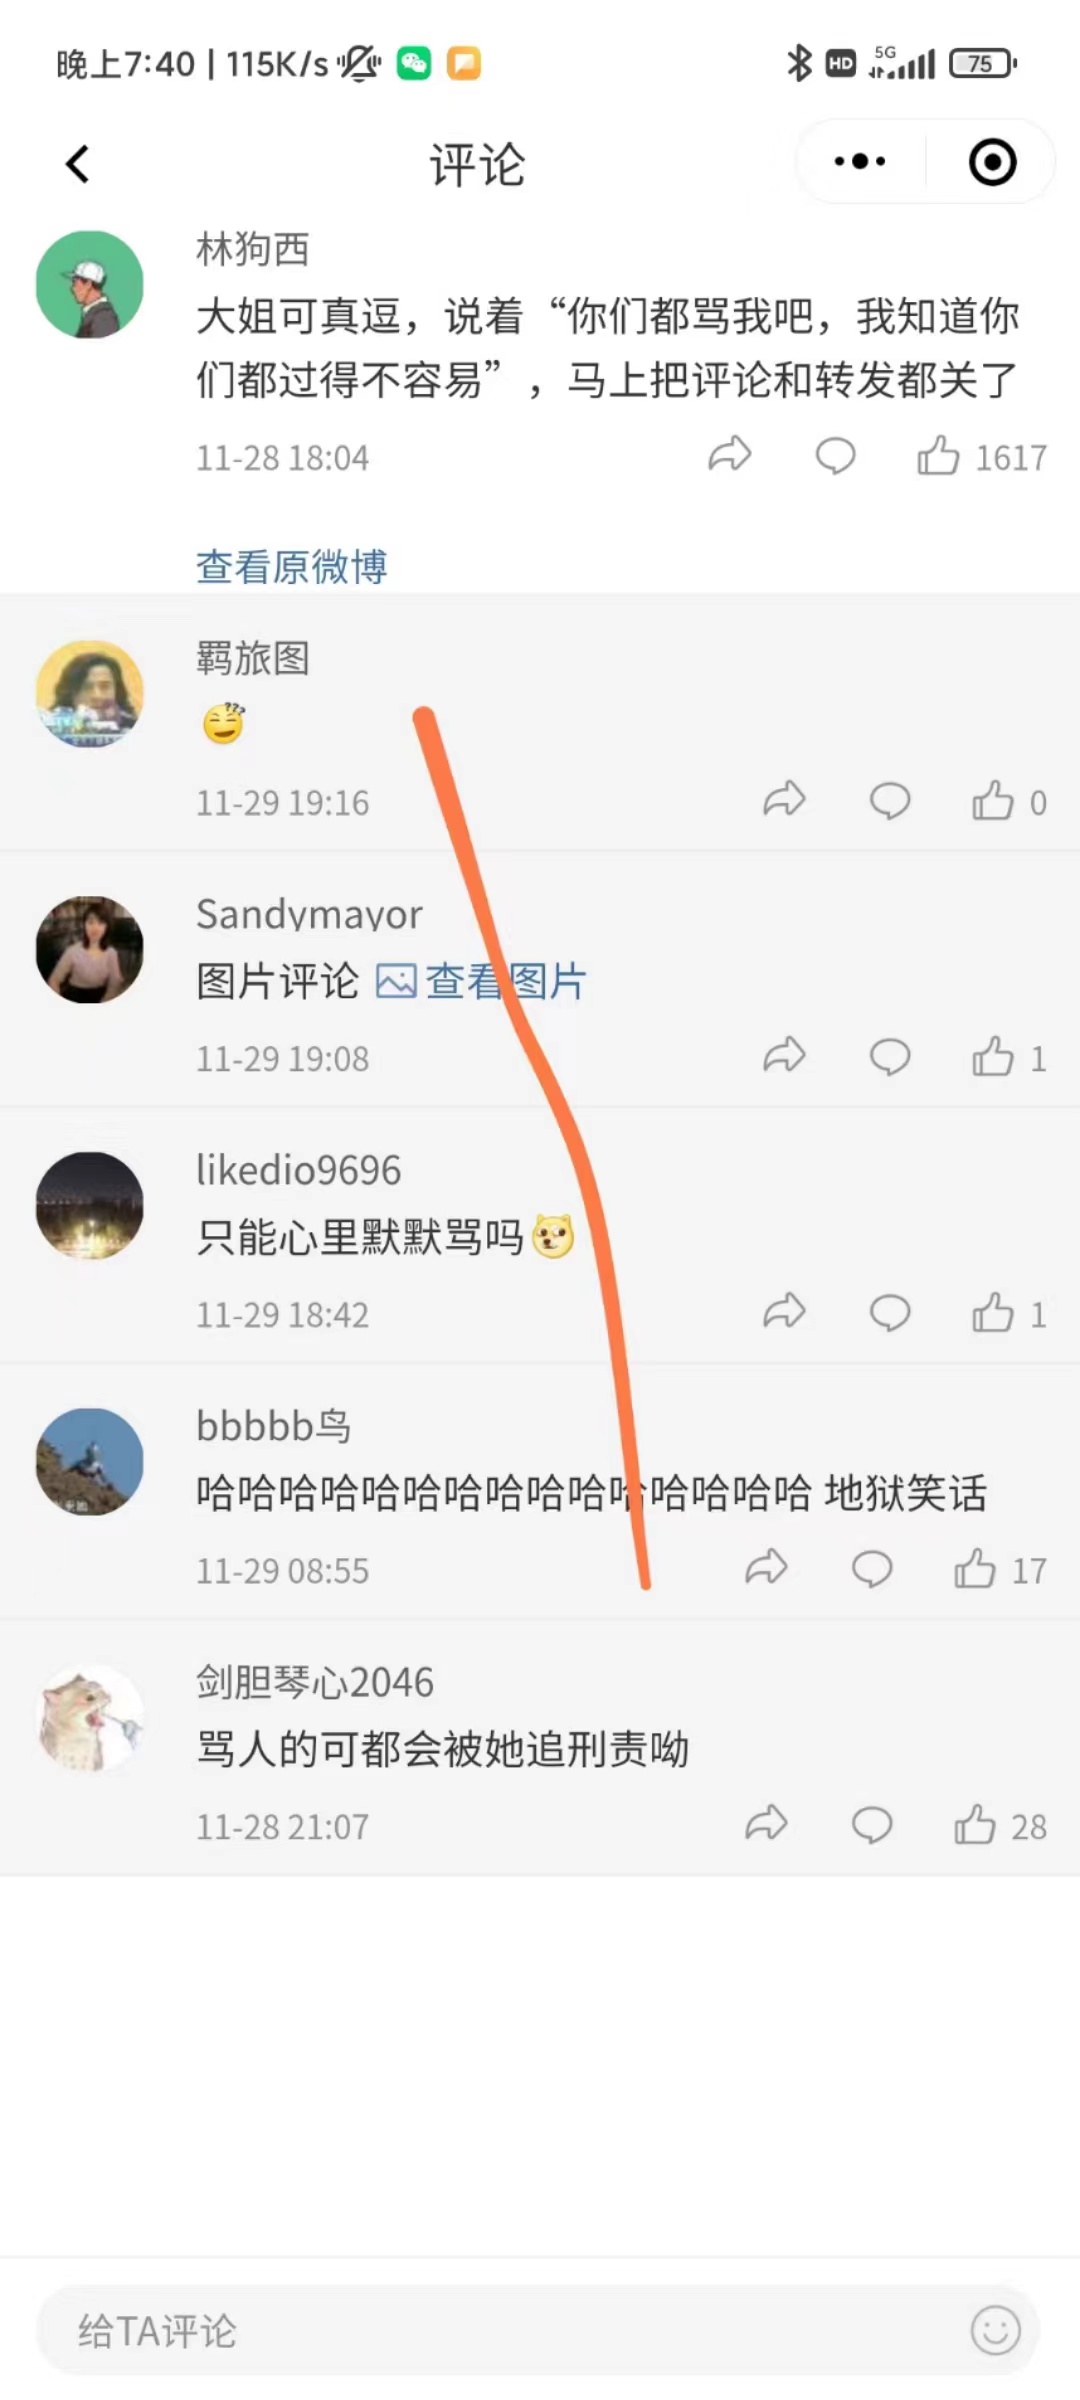 晚上7:40 | 115K/s
HD 5G 75
评论
林狗西
大姐可真逗，说着“你们都骂我吧，我知道你
们都过得不容易”，马上把评论和转发都关了
11-28 18:04 1617
查看原微博
羁旅图
11-29 19:16 0
Sandymayor
图片评论 查看图片
11-29 19:08 1
likedio9696
只能心里默默骂吗
11-29 18:42 1
bbbbb鸟
哈哈哈哈哈哈哈哈哈哈哈哈哈哈哈 地狱笑话
11-29 08:55 17
剑胆琴心2046
骂人的可都会被她追刑责呦
11-28 21:07 28
给TA评论